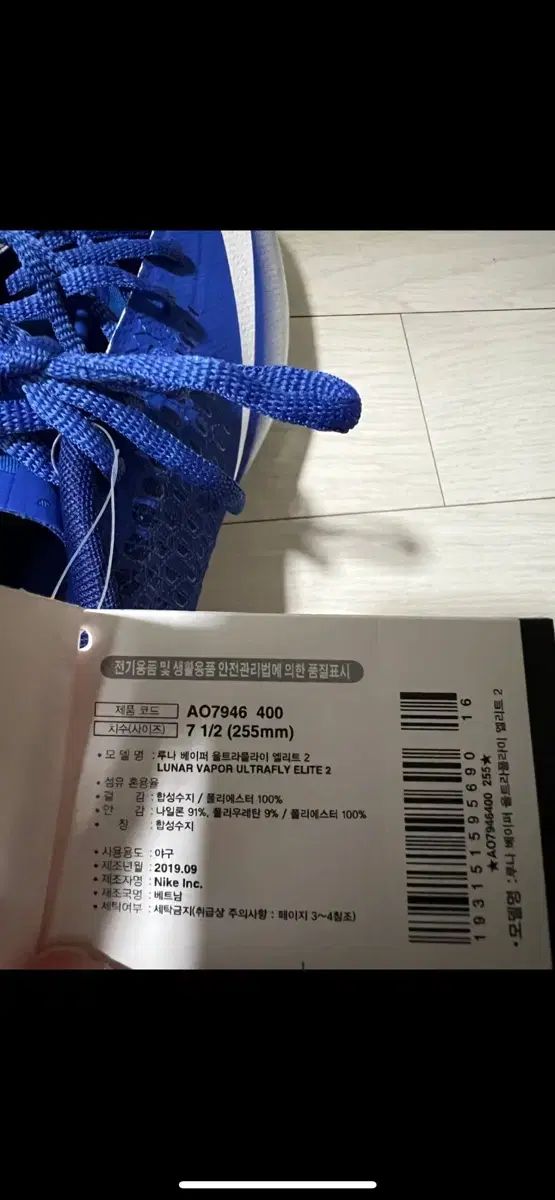 전기용품 및 생활용품 안전관리법에 의한 품질표시
제품 코드 AO7946 400
치수(사이즈) 7 1/2 (255mm)
• 모 델 명 : 루나 베이퍼 울트라플라이 엘리트 2
LUNAR VAPOR ULTRAFLY ELITE 2
• 섬유 혼용율
• 겉 감 : 합성수지 / 폴리에스터 100%
• 안 감 : 나일론 91%, 폴리우레탄 9% / 폴리에스터 100%
• 창 : 합성수지
• 사용용도 : 야구
• 제조년월 : 2019.09
• 제조자명 : Nike Inc.
• 제조국명 : 베트남
• 세탁여부 : 세탁금지(취급상 주의사항 : 페이지 3~4참조)
193151595690 16
★AO7946400 255★
• 모델명 : 루나 베이퍼 울트라플라이 엘리트 2